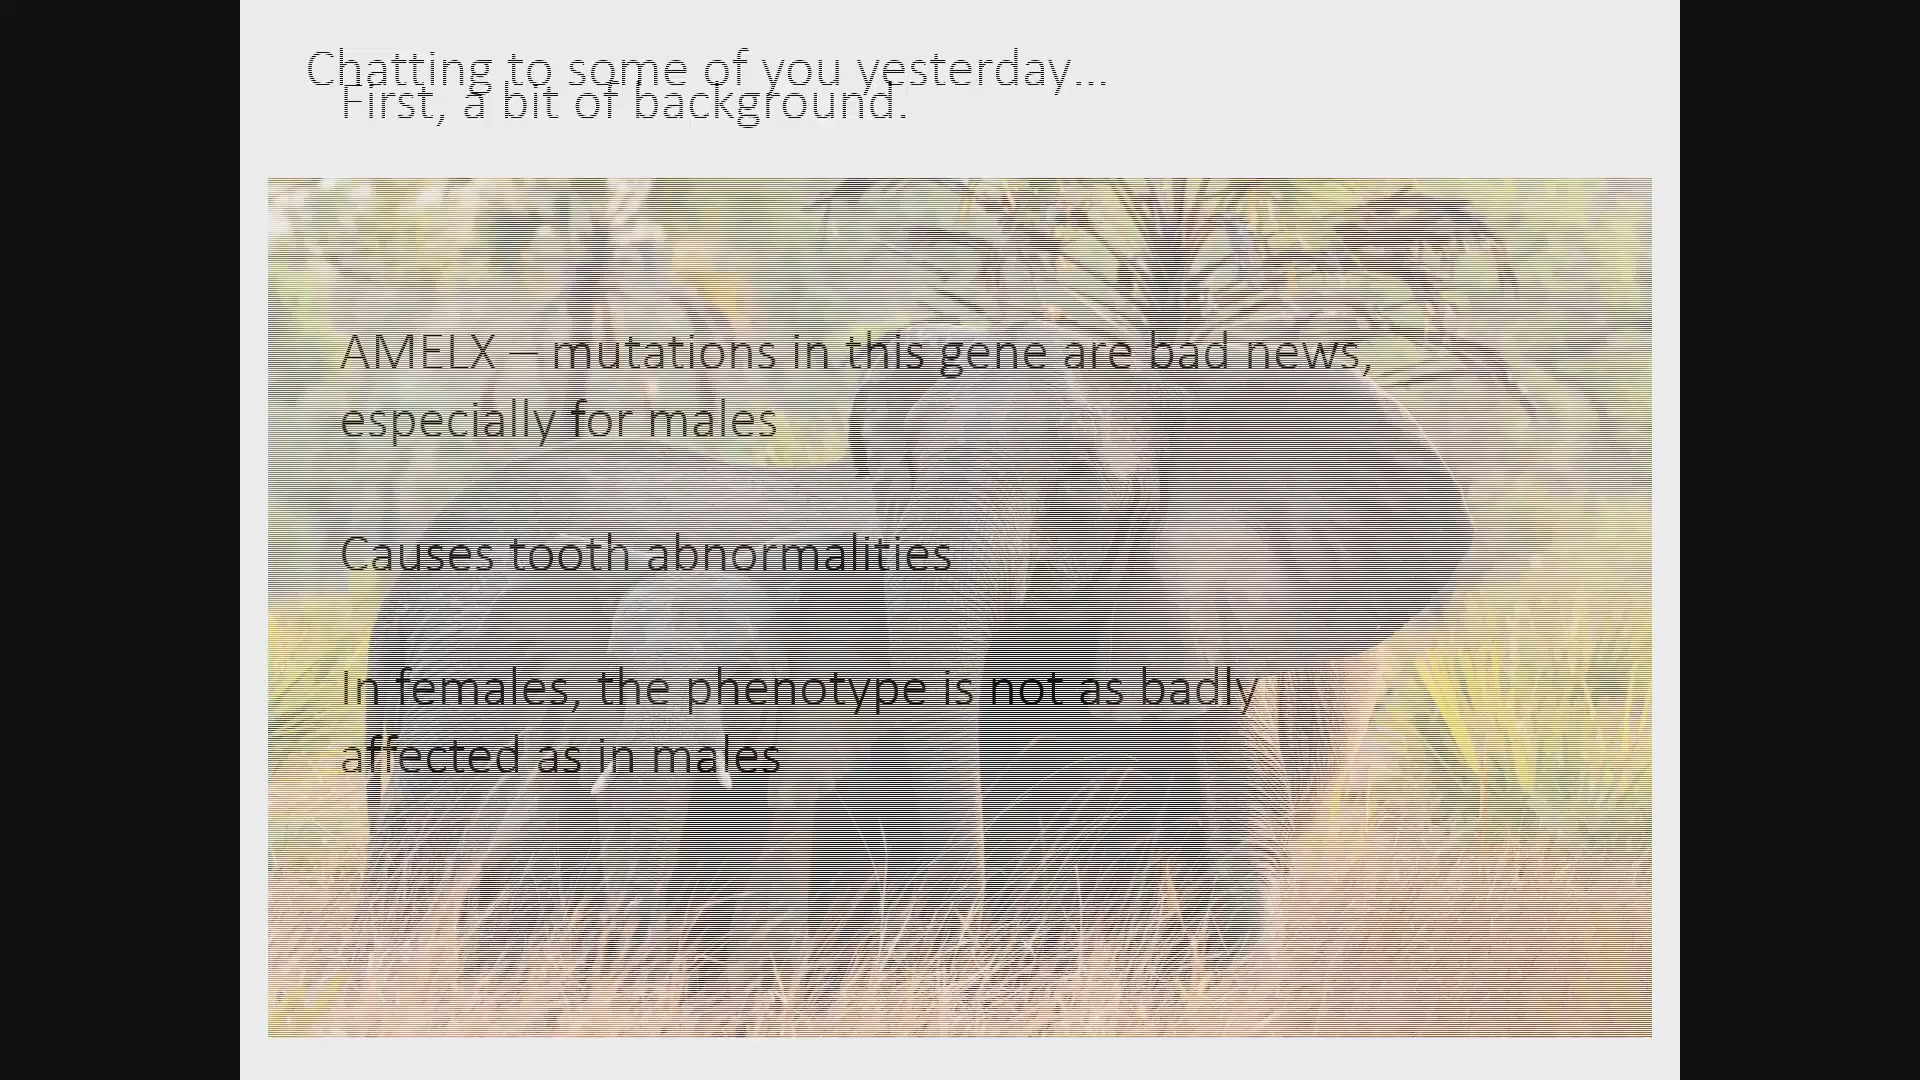 Chatting to some of you yesterday...
First, a bit of background.
AMELX – mutations in this gene are bad news,
especially for males
Causes tooth abnormalities
In females, the phenotype is not as badly
affected as in males